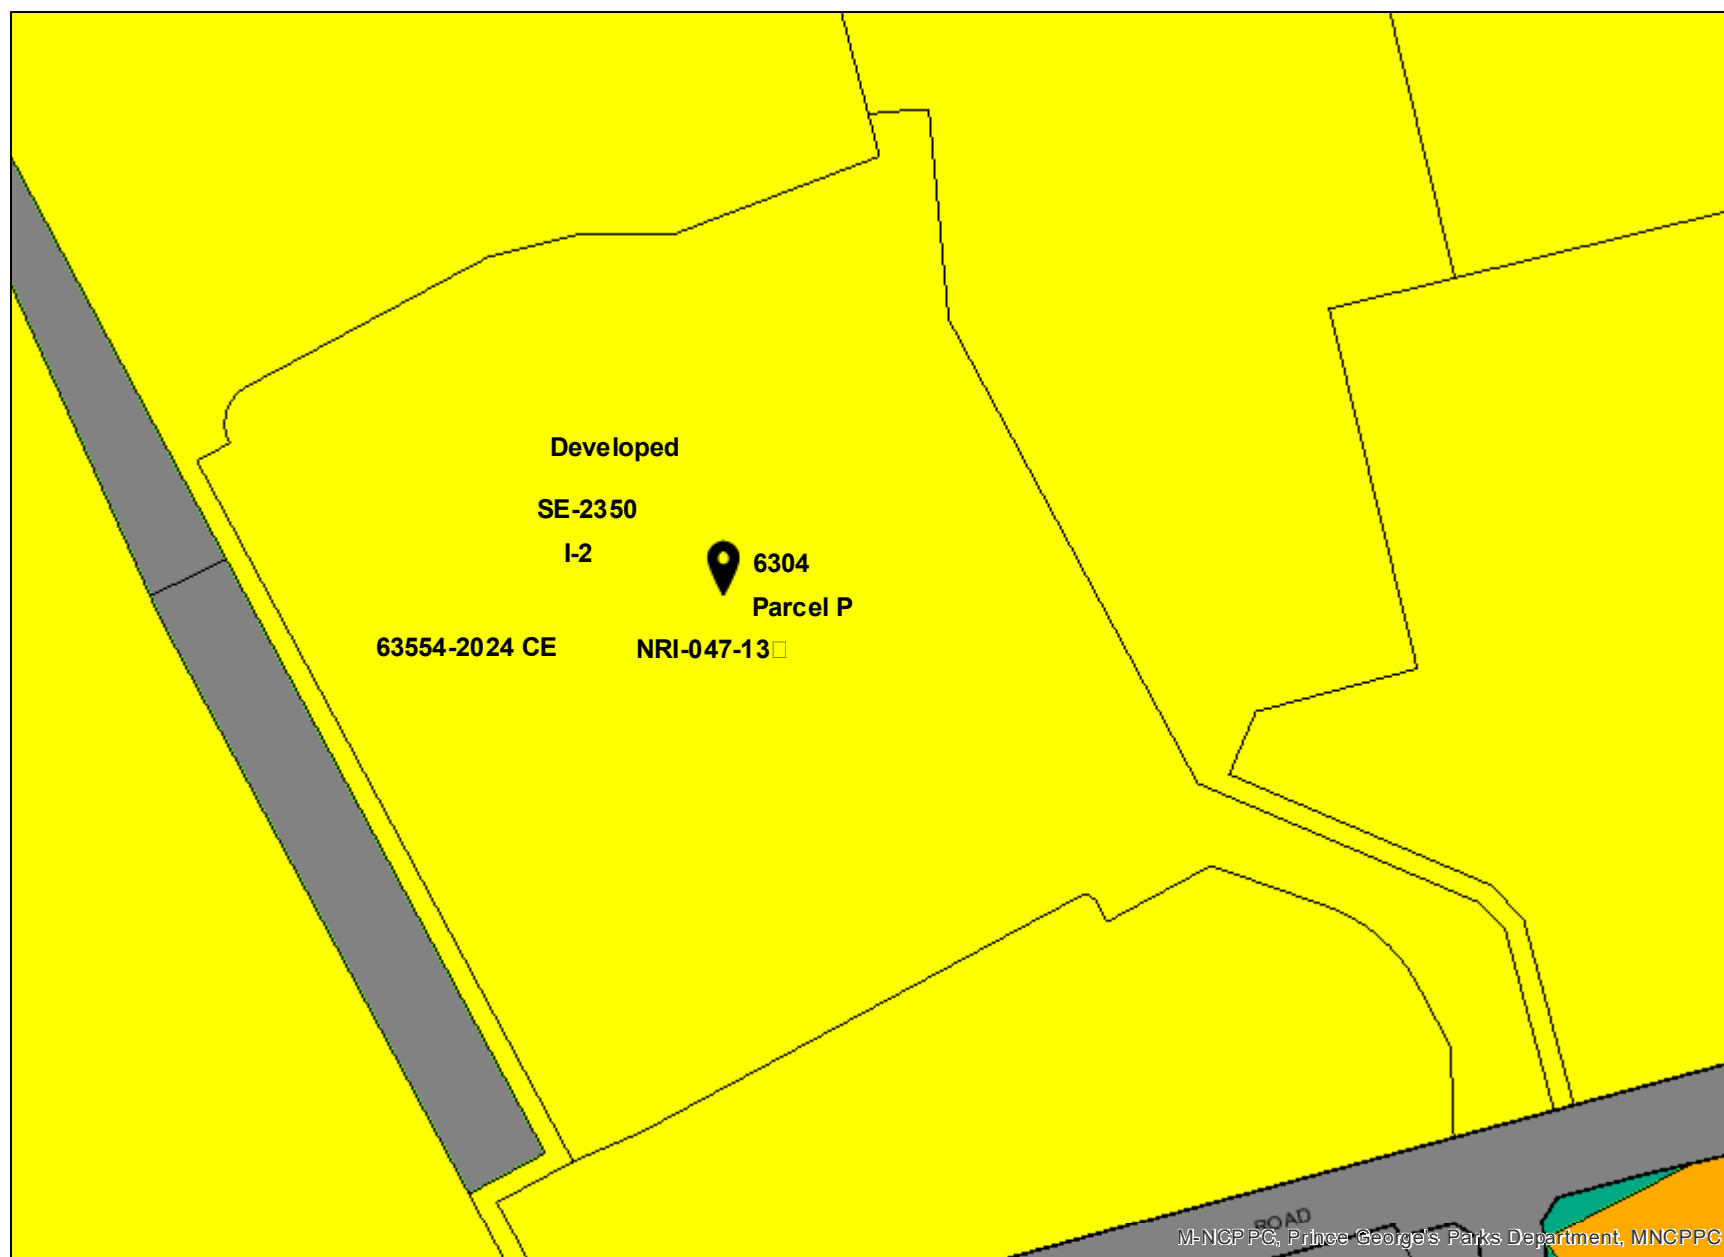 Developed
SE-2350
I-2
6304
Parcel P
63554-2024 CE
NRI-047-13
ROAD
M-NCPPC, Prince George's Parks Department, MNCPPC